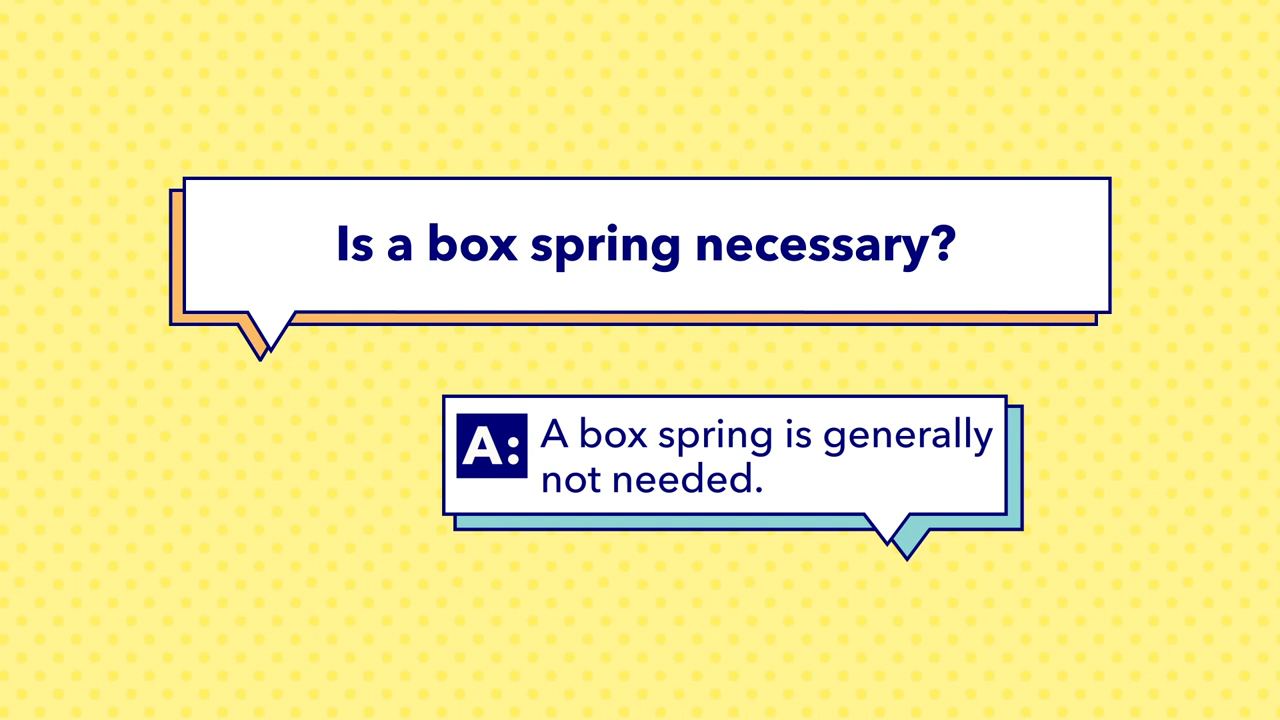 Is a box spring necessary?
A: A box spring is generally
not needed.